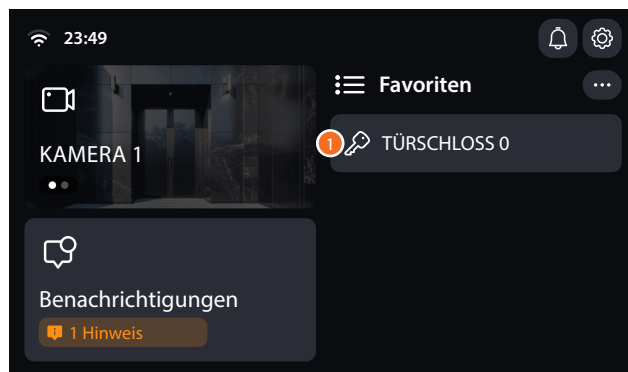 23:49
KAMERA 1
Benachrichtigungen
1 Hinweis
Favoriten
1
TÜRSCHLOSS 0